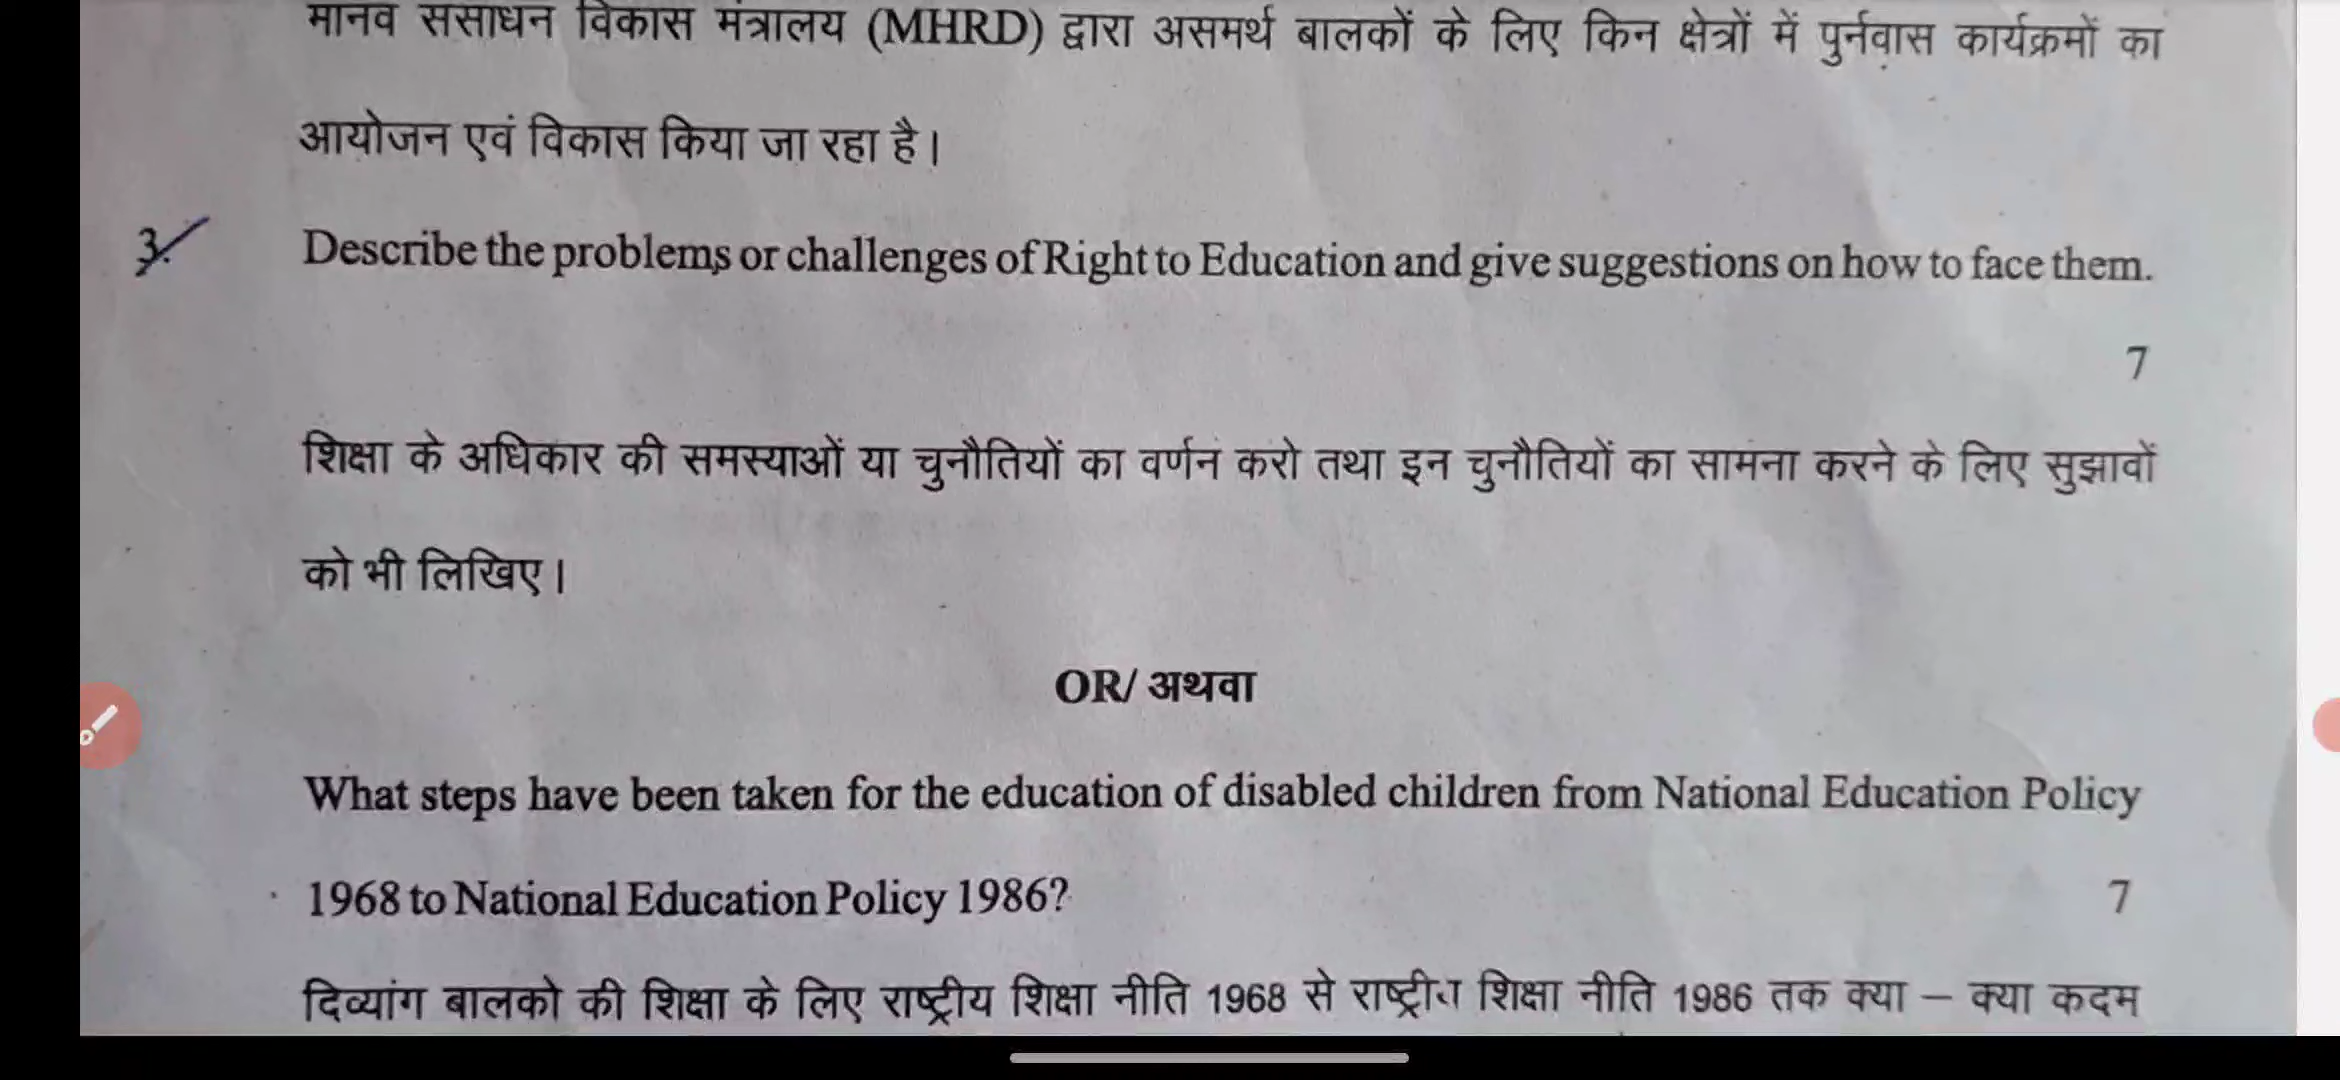 मानव संसाधन विकास मंत्रालय (MHRD) द्वारा असमर्थ बालकों के लिए किन क्षेत्रों में पुर्नवास कार्यक्रमों का
आयोजन एवं विकास किया जा रहा है।
3. Describe the problems or challenges of Right to Education and give suggestions on how to face them.
7
शिक्षा के अधिकार की समस्याओं या चुनौतियों का वर्णन करो तथा इन चुनौतियों का सामना करने के लिए सुझावों
को भी लिखिए।
OR/ अथवा
What steps have been taken for the education of disabled children from National Education Policy
1968 to National Education Policy 1986? 7
दिव्यांग बालको की शिक्षा के लिए राष्ट्रीय शिक्षा नीति 1968 से राष्ट्रीय शिक्षा नीति 1986 तक क्या – क्या कदम